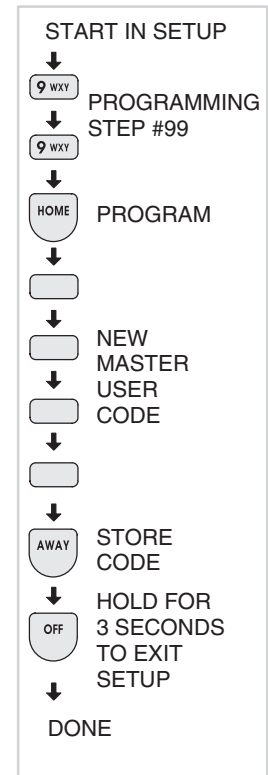 START IN SETUP
9 WXY
PROGRAMMING
STEP #99
9 WXY
HOME
PROGRAM
NEW
MASTER
USER
CODE
AWAY
STORE
CODE
OFF
HOLD FOR
3 SECONDS
TO EXIT
SETUP
DONE